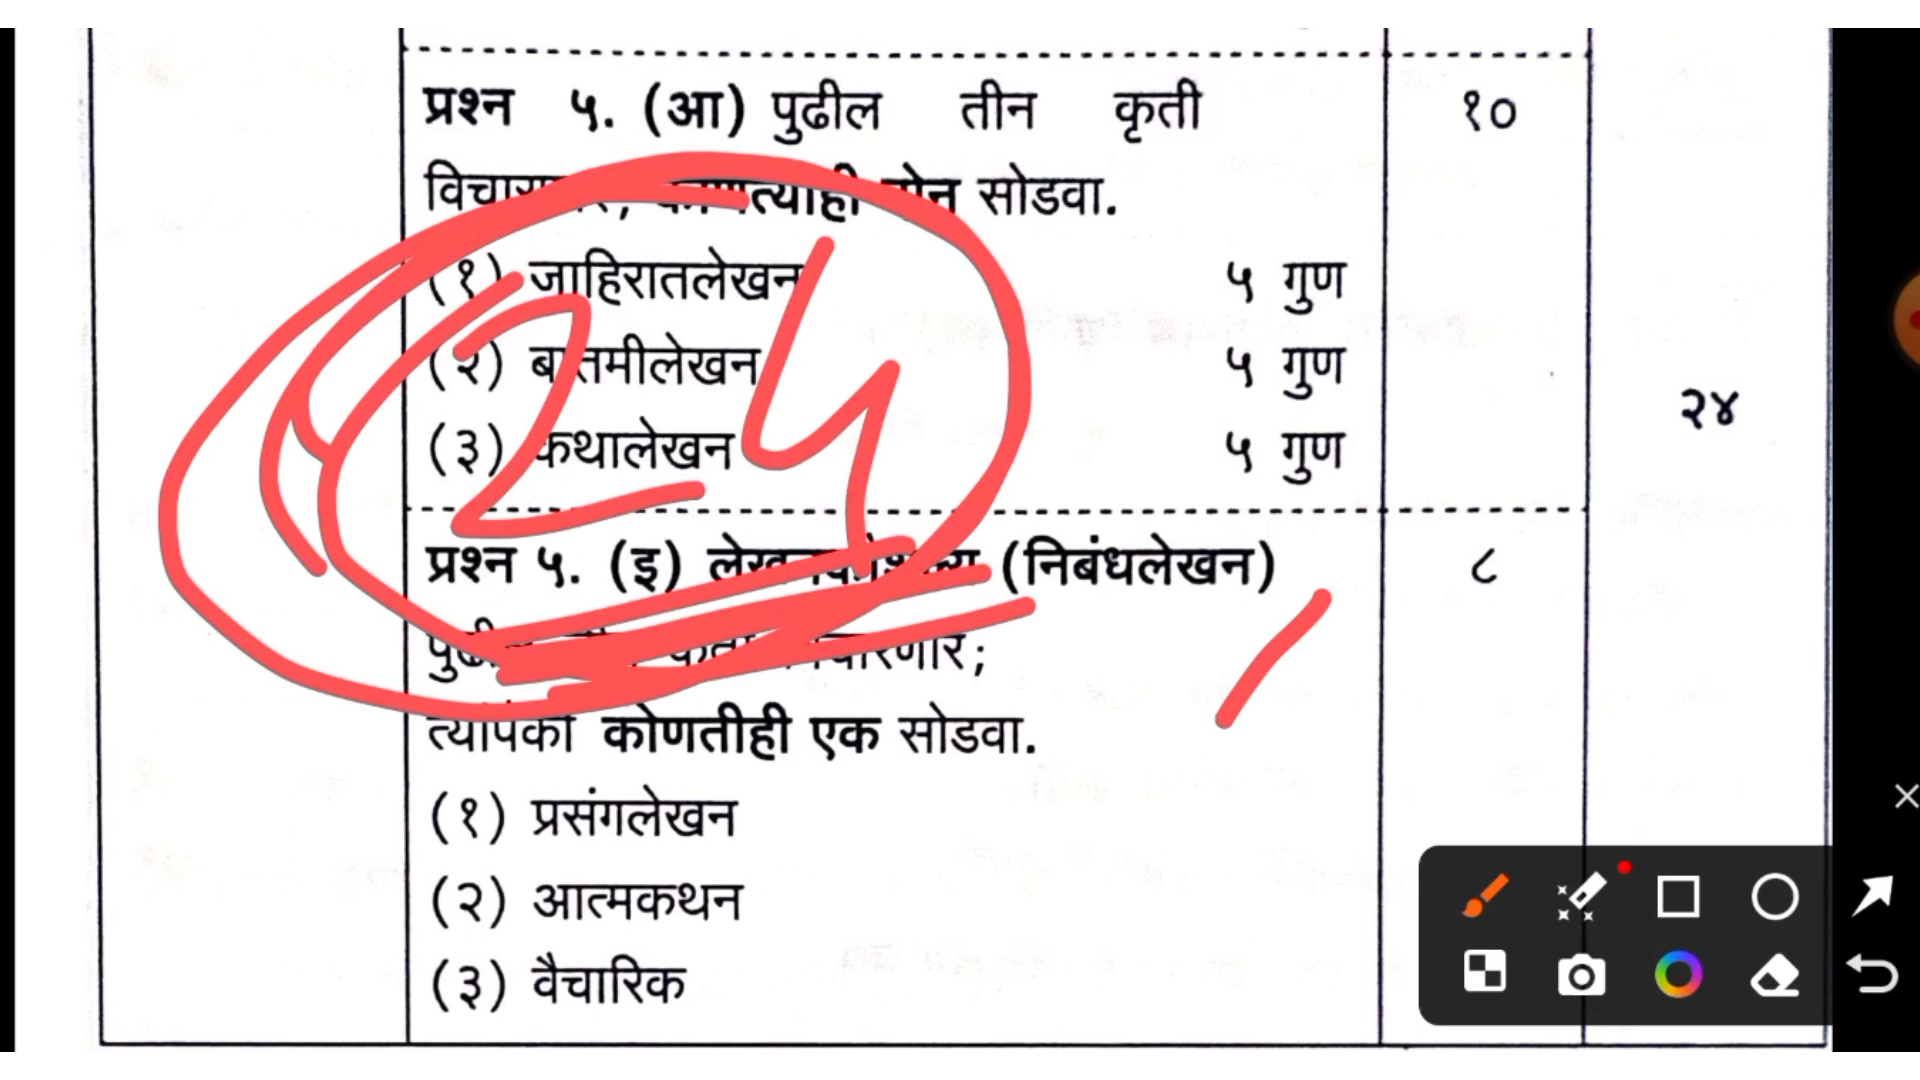 प्रश्न ५. (आ) पुढील तीन कृती १०
सोडवा.
(१) जाहिरातलेखन ५ गुण
(२) बातमीलेखन ५ गुण
(३) कथालेखन ५ गुण
२४
24
प्रश्न ५. (इ) (निबंधलेखन) ८
कोणतीही एक सोडवा.
(१) प्रसंगलेखन
(२) आत्मकथन
(३) वैचारिक